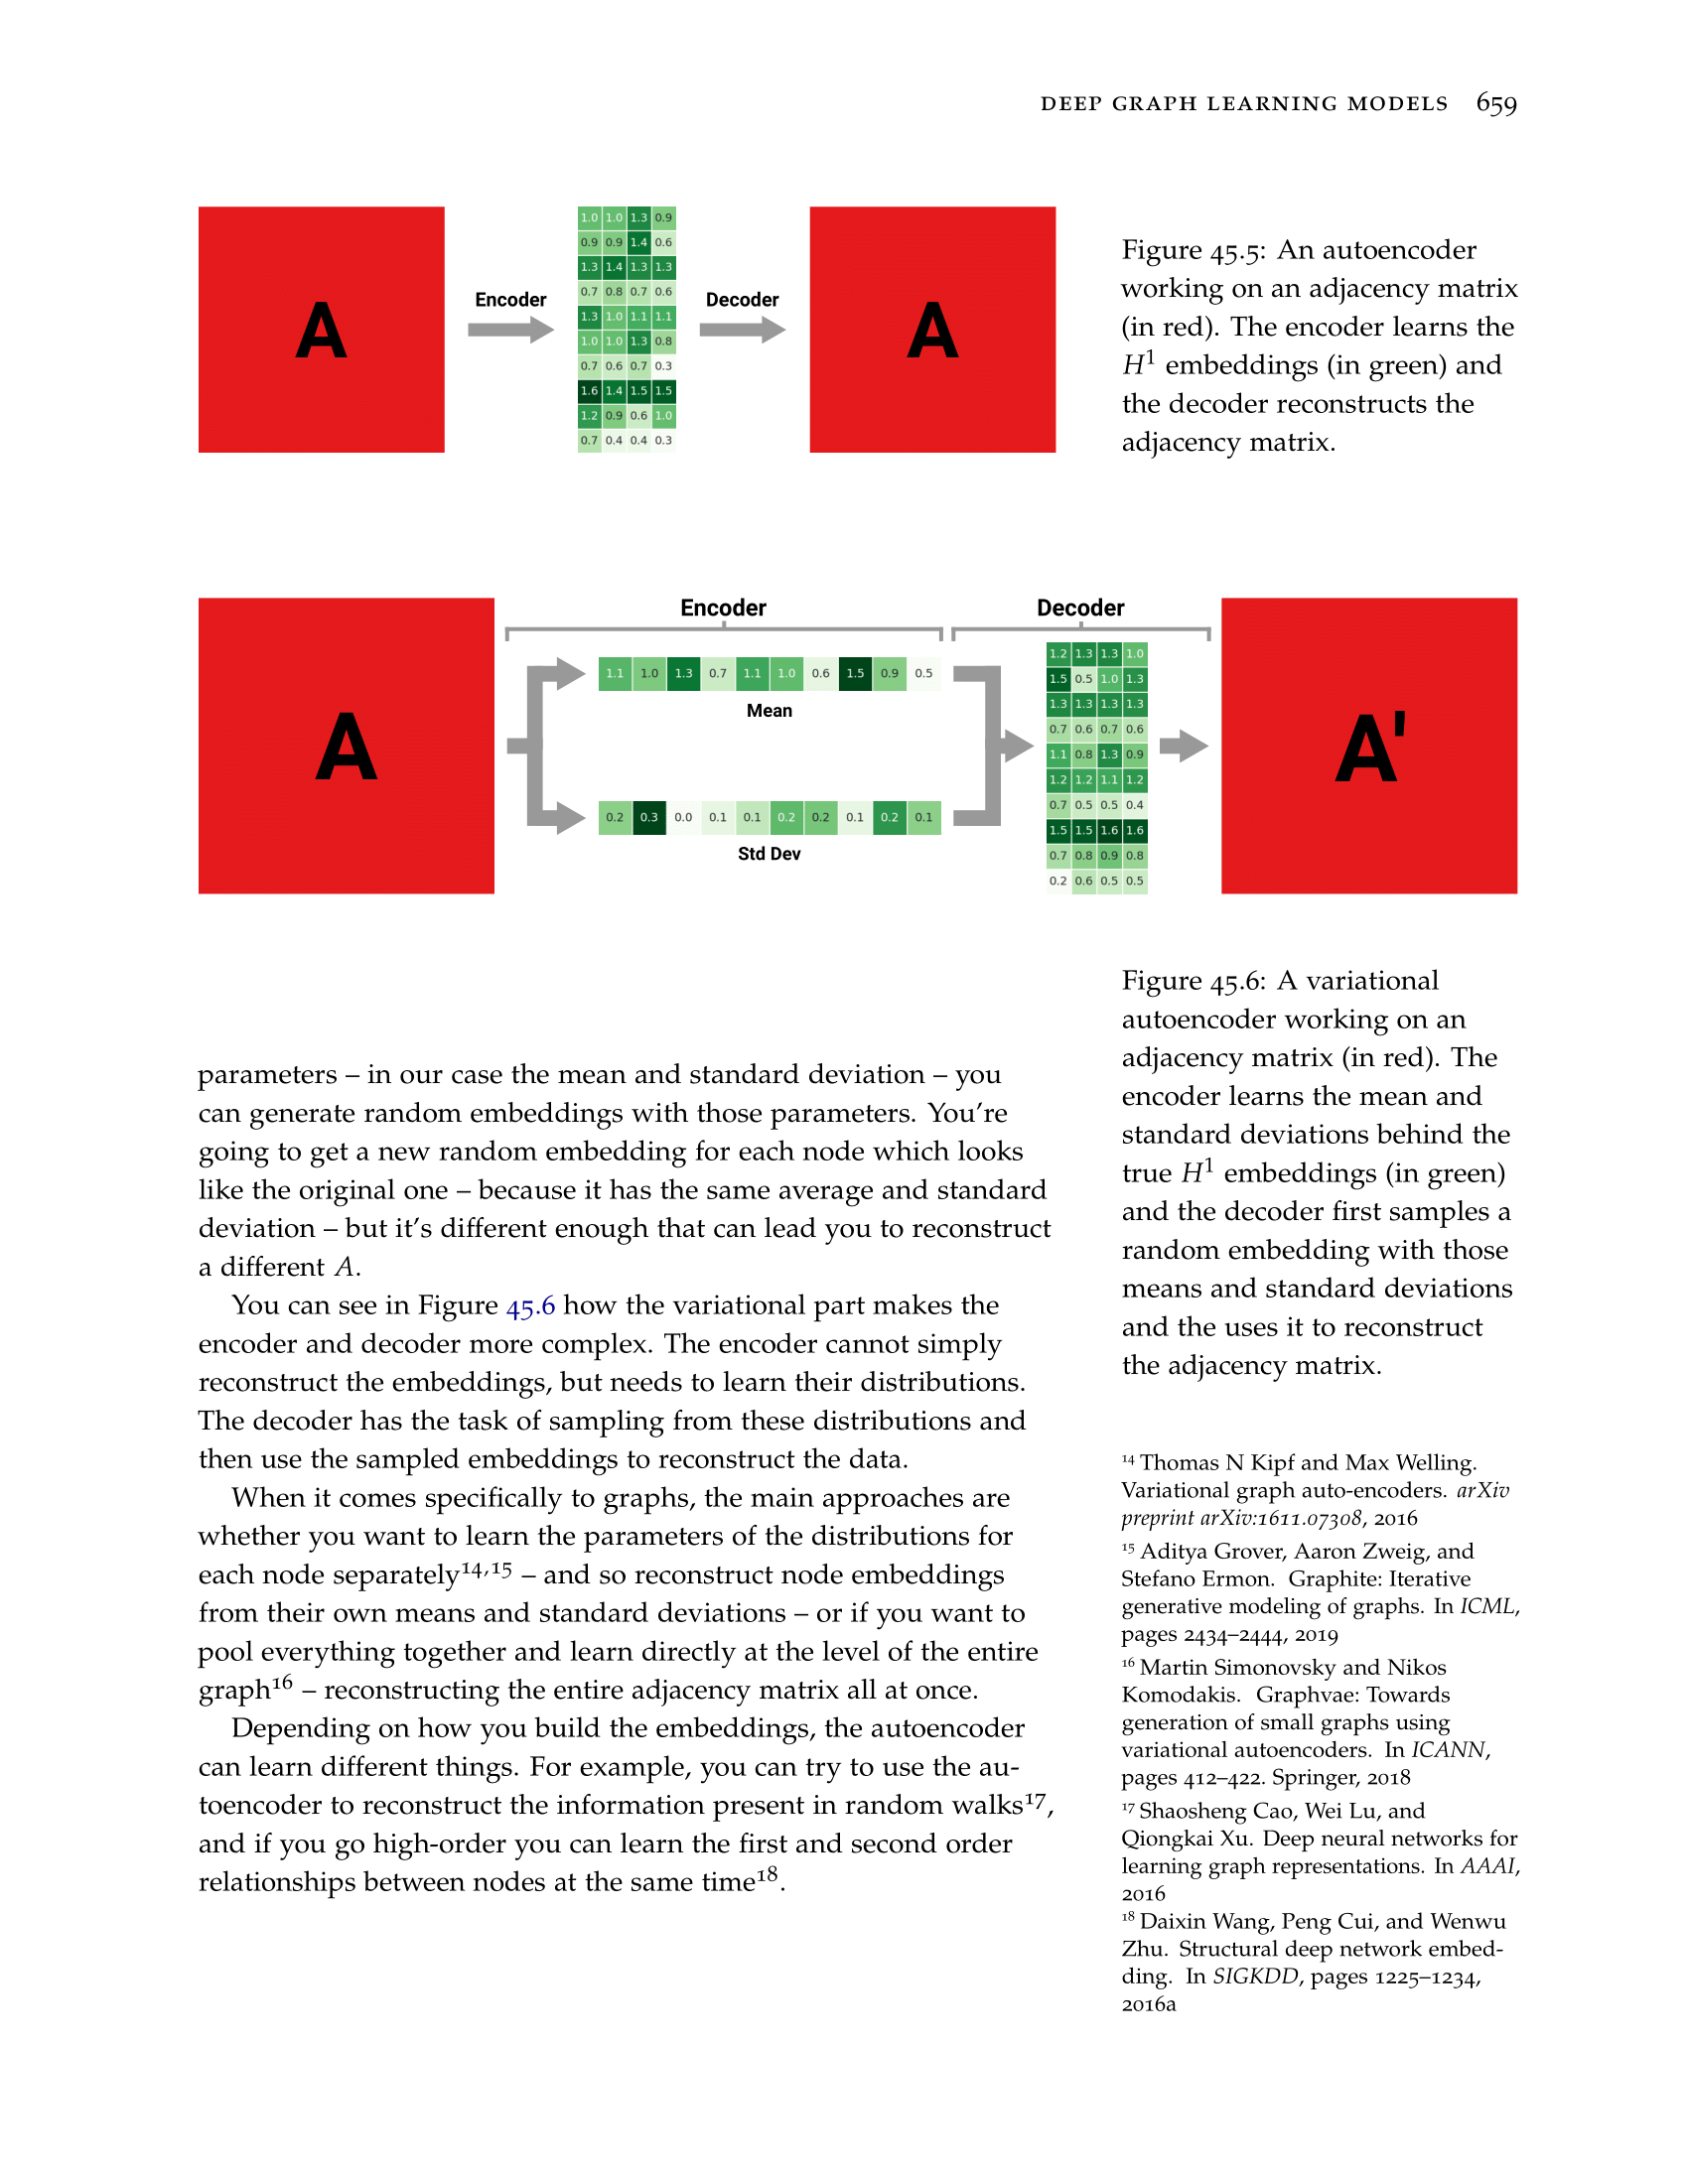 DEEP GRAPH LEARNING MODELS 659
A
Encoder
1.0 1.0 1.3 0.9
0.9 0.9 1.4 0.6
1.3 1.4 1.3 1.3
0.7 0.8 0.7 0.6
1.3 1.0 1.1 1.1
1.0 1.0 1.3 0.8
0.7 0.6 0.7 0.3
1.6 1.4 1.5 1.5
1.2 0.9 0.6 1.0
0.7 0.4 0.4 0.3
Decoder
A
Figure 45.5: An autoencoder
working on an adjacency matrix
(in red). The encoder learns the
H¹ embeddings (in green) and
the decoder reconstructs the
adjacency matrix.
A
Encoder
1.1 1.0 1.3 0.7 1.1 1.0 0.6 1.5 0.9 0.5
Mean
0.2 0.3 0.0 0.1 0.1 0.2 0.2 0.1 0.2 0.1
Std Dev
Decoder
1.2 1.3 1.3 1.0
1.5 0.5 1.0 1.3
1.3 1.3 1.3 1.3
0.7 0.6 0.7 0.6
1.1 0.8 1.3 0.9
1.2 1.2 1.1 1.2
0.7 0.5 0.5 0.4
1.5 1.5 1.6 1.6
0.7 0.8 0.9 0.8
0.2 0.6 0.5 0.5
A'
Figure 45.6: A variational
autoencoder working on an
adjacency matrix (in red). The
encoder learns the mean and
standard deviations behind the
true H¹ embeddings (in green)
and the decoder first samples a
random embedding with those
means and standard deviations
and the uses it to reconstruct
the adjacency matrix.
parameters – in our case the mean and standard deviation – you
can generate random embeddings with those parameters. You're
going to get a new random embedding for each node which looks
like the original one – because it has the same average and standard
deviation – but it's different enough that can lead you to reconstruct
a different A.
You can see in Figure 45.6 how the variational part makes the
encoder and decoder more complex. The encoder cannot simply
reconstruct the embeddings, but needs to learn their distributions.
The decoder has the task of sampling from these distributions and
then use the sampled embeddings to reconstruct the data.
When it comes specifically to graphs, the main approaches are
whether you want to learn the parameters of the distributions for
each node separately¹⁴,¹⁵ – and so reconstruct node embeddings
from their own means and standard deviations – or if you want to
pool everything together and learn directly at the level of the entire
graph¹⁶ – reconstructing the entire adjacency matrix all at once.
Depending on how you build the embeddings, the autoencoder
can learn different things. For example, you can try to use the au-
toencoder to reconstruct the information present in random walks¹⁷,
and if you go high-order you can learn the first and second order
relationships between nodes at the same time¹⁸.
¹⁴ Thomas N Kipf and Max Welling.
Variational graph auto-encoders. arXiv
preprint arXiv:1611.07308, 2016
¹⁵ Aditya Grover, Aaron Zweig, and
Stefano Ermon. Graphite: Iterative
generative modeling of graphs. In ICML,
pages 2434–2444, 2019
¹⁶ Martin Simonovsky and Nikos
Komodakis. Graphvae: Towards
generation of small graphs using
variational autoencoders. In ICANN,
pages 412–422. Springer, 2018
¹⁷ Shaosheng Cao, Wei Lu, and
Qiongkai Xu. Deep neural networks for
learning graph representations. In AAAI,
2016
¹⁸ Daixin Wang, Peng Cui, and Wenwu
Zhu. Structural deep network embed-
ding. In SIGKDD, pages 1225–1234,
2016a